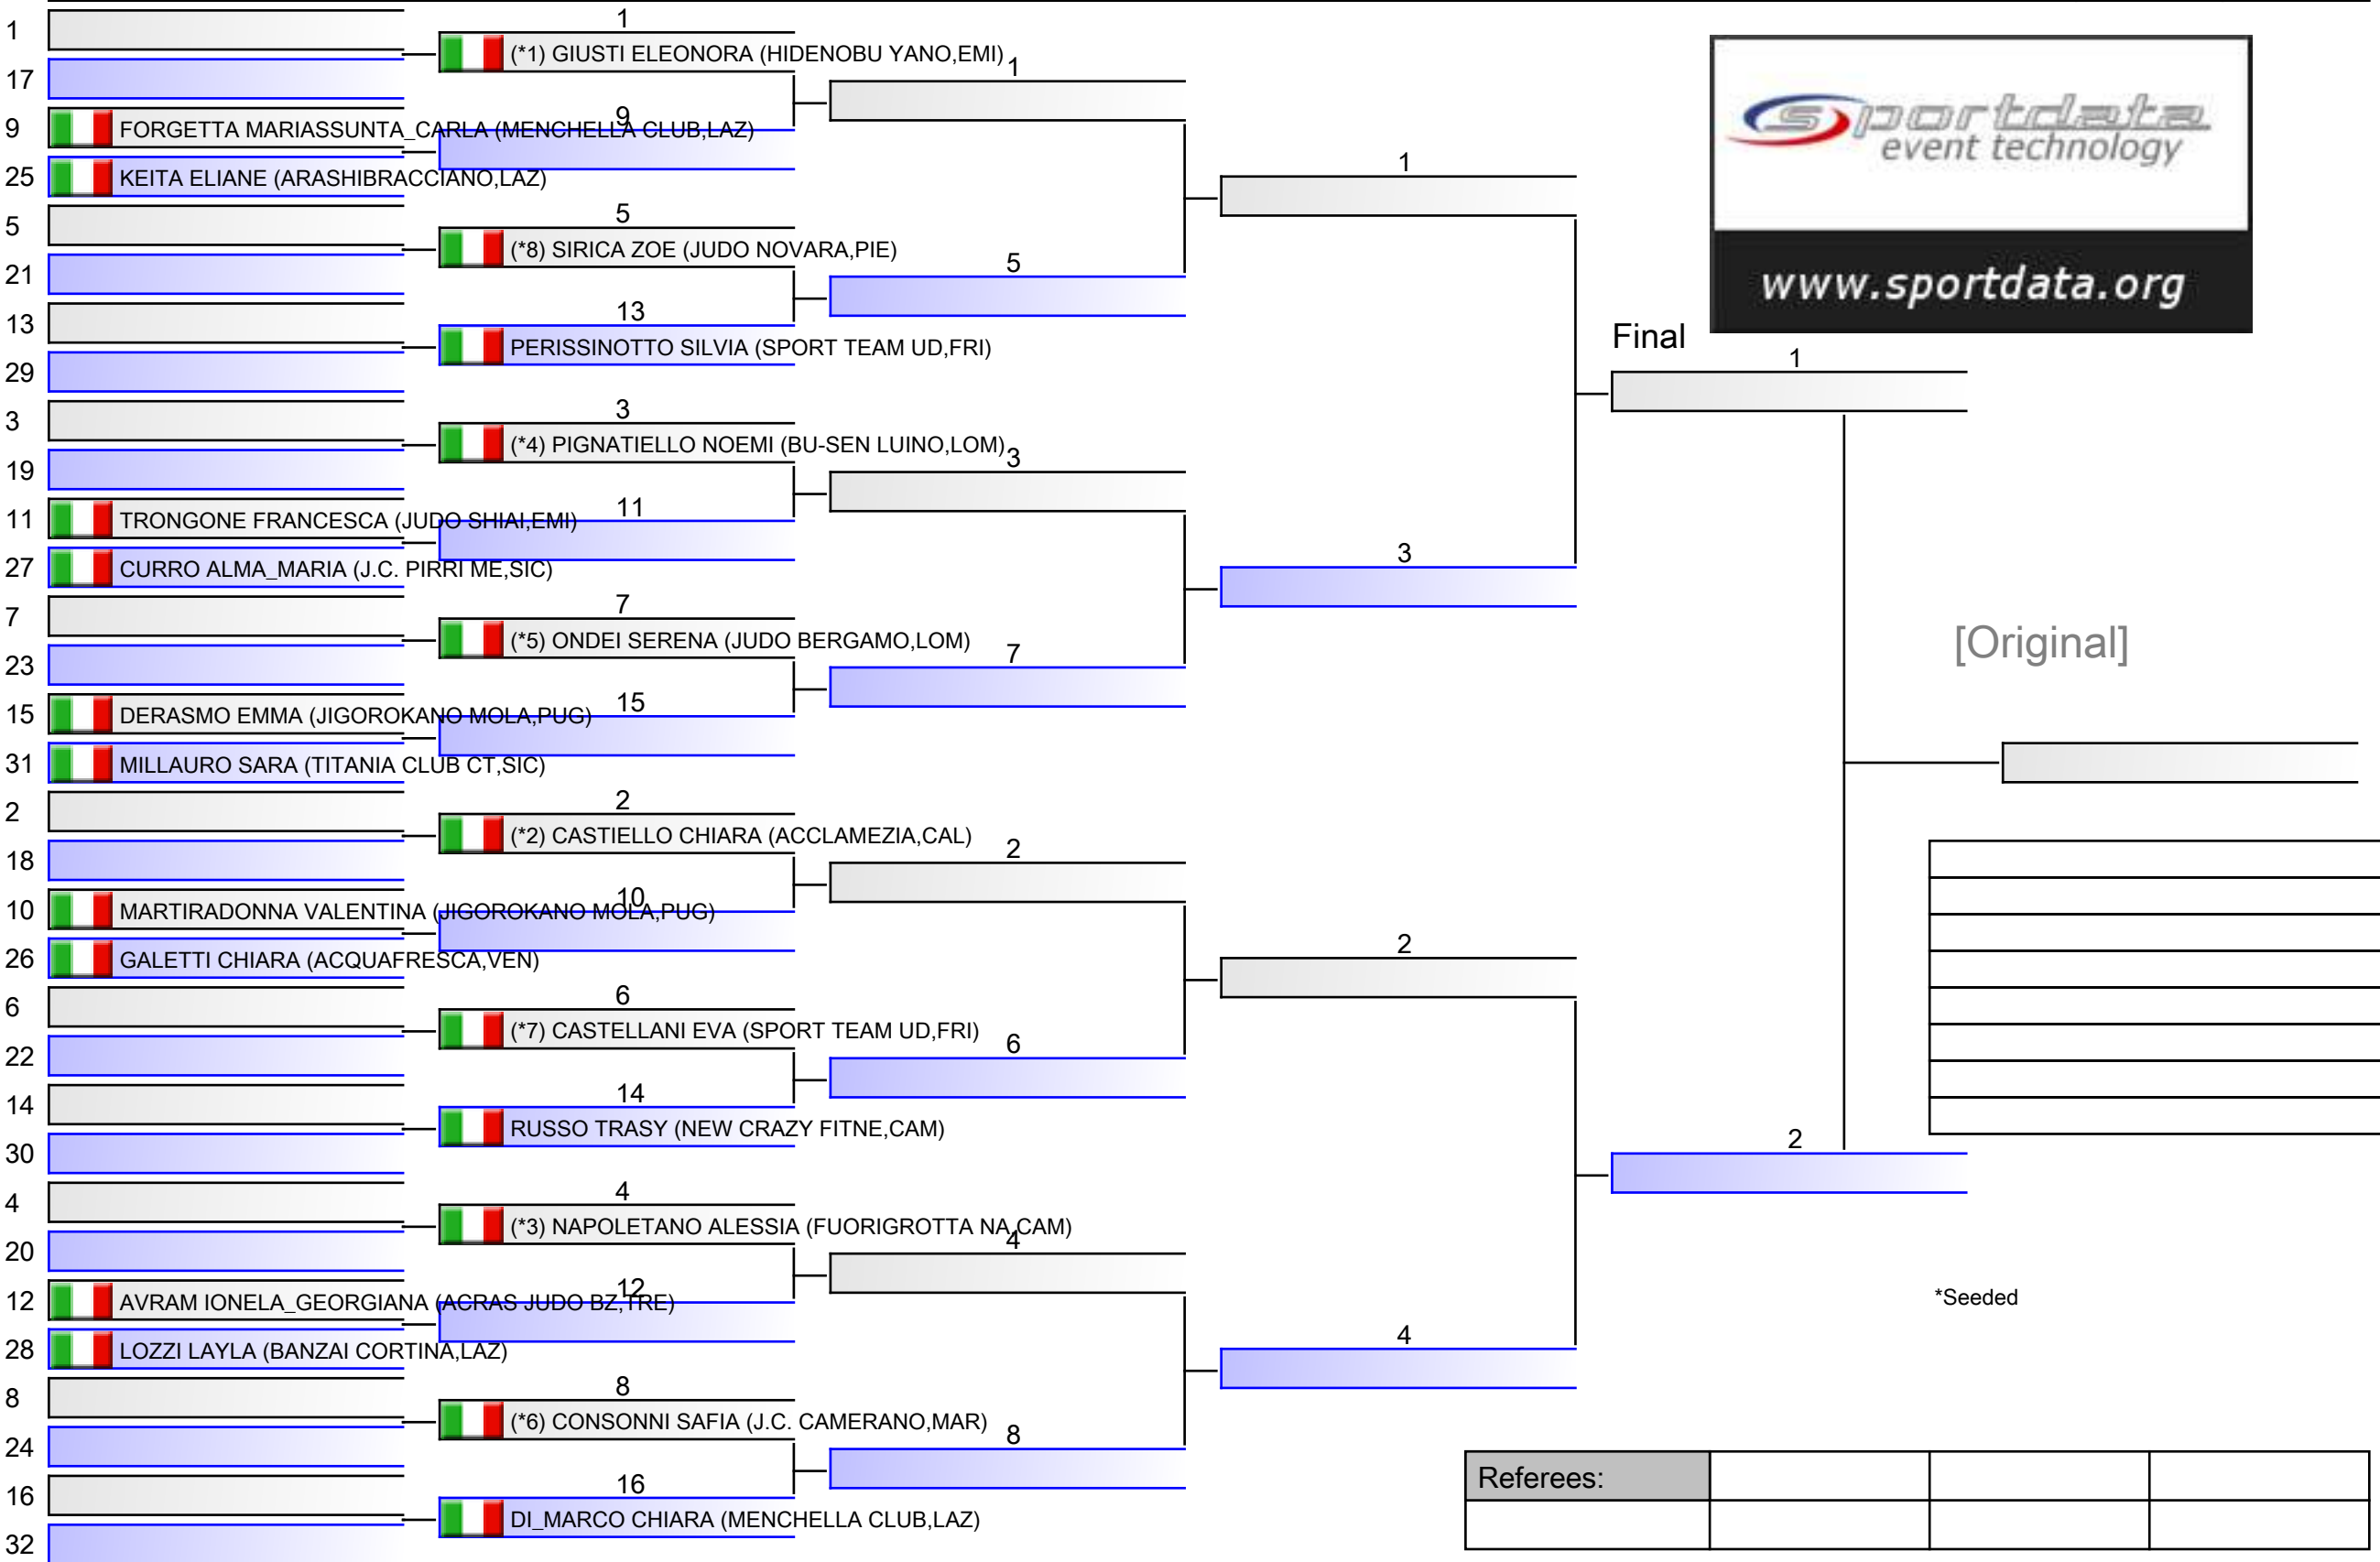 1
1
(*1) GIUSTI ELEONORA (HIDENOBU YANO,EMI)
1
17
9
9
FORGETTA MARIASSUNTA_CARLA (MENCHELLA CLUB,LAZ)
1
25
KEITA ELIANE (ARASHIBRACCIANO,LAZ)
5
5
(*8) SIRICA ZOE (JUDO NOVARA,PIE)
5
21
13
13
PERISSINOTTO SILVIA (SPORT TEAM UD,FRI)
29
3
3
(*4) PIGNATIELLO NOEMI (BU-SEN LUINO,LOM)
3
19
11
11
TRONGONE FRANCESCA (JUDO SHIAI,EMI)
3
27
CURRO ALMA_MARIA (J.C. PIRRI ME,SIC)
7
7
(*5) ONDEI SERENA (JUDO BERGAMO,LOM)
7
23
15
15
DERASMO EMMA (JIGOROKANO MOLA,PUG)
31
MILLAURO SARA (TITANIA CLUB CT,SIC)
2
2
(*2) CASTIELLO CHIARA (ACCLAMEZIA,CAL)
2
18
10
10
MARTIRADONNA VALENTINA (JIGOROKANO MOLA,PUG)
2
26
GALETTI CHIARA (ACQUAFRESCA,VEN)
6
6
(*7) CASTELLANI EVA (SPORT TEAM UD,FRI)
6
22
14
14
RUSSO TRASY (NEW CRAZY FITNE,CAM)
30
4
4
(*3) NAPOLETANO ALESSIA (FUORIGROTTA NA,CAM)
4
20
12
12
AVRAM IONELA_GEORGIANA (ACRAS JUDO BZ,TRE)
4
28
LOZZI LAYLA (BANZAI CORTINA,LAZ)
8
8
(*6) CONSONNI SAFIA (J.C. CAMERANO,MAR)
8
24
16
16
DI_MARCO CHIARA (MENCHELLA CLUB,LAZ)
32
sportdata
event technology
www.sportdata.org
Final
1
[Original]
2
*Seeded
Referees: